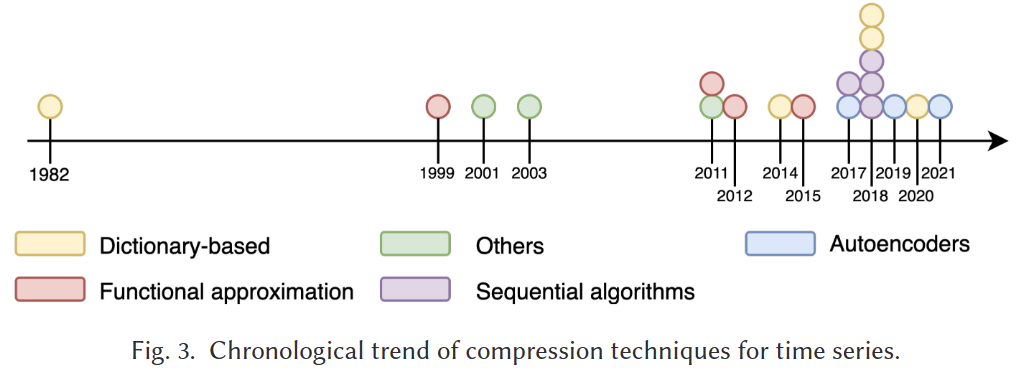 1982
1999 2001 2003 2011 2014 2017 2019 2021
2012 2015 2018 2020
Dictionary-based Others Autoencoders
Functional approximation Sequential algorithms
Fig. 3. Chronological trend of compression techniques for time series.